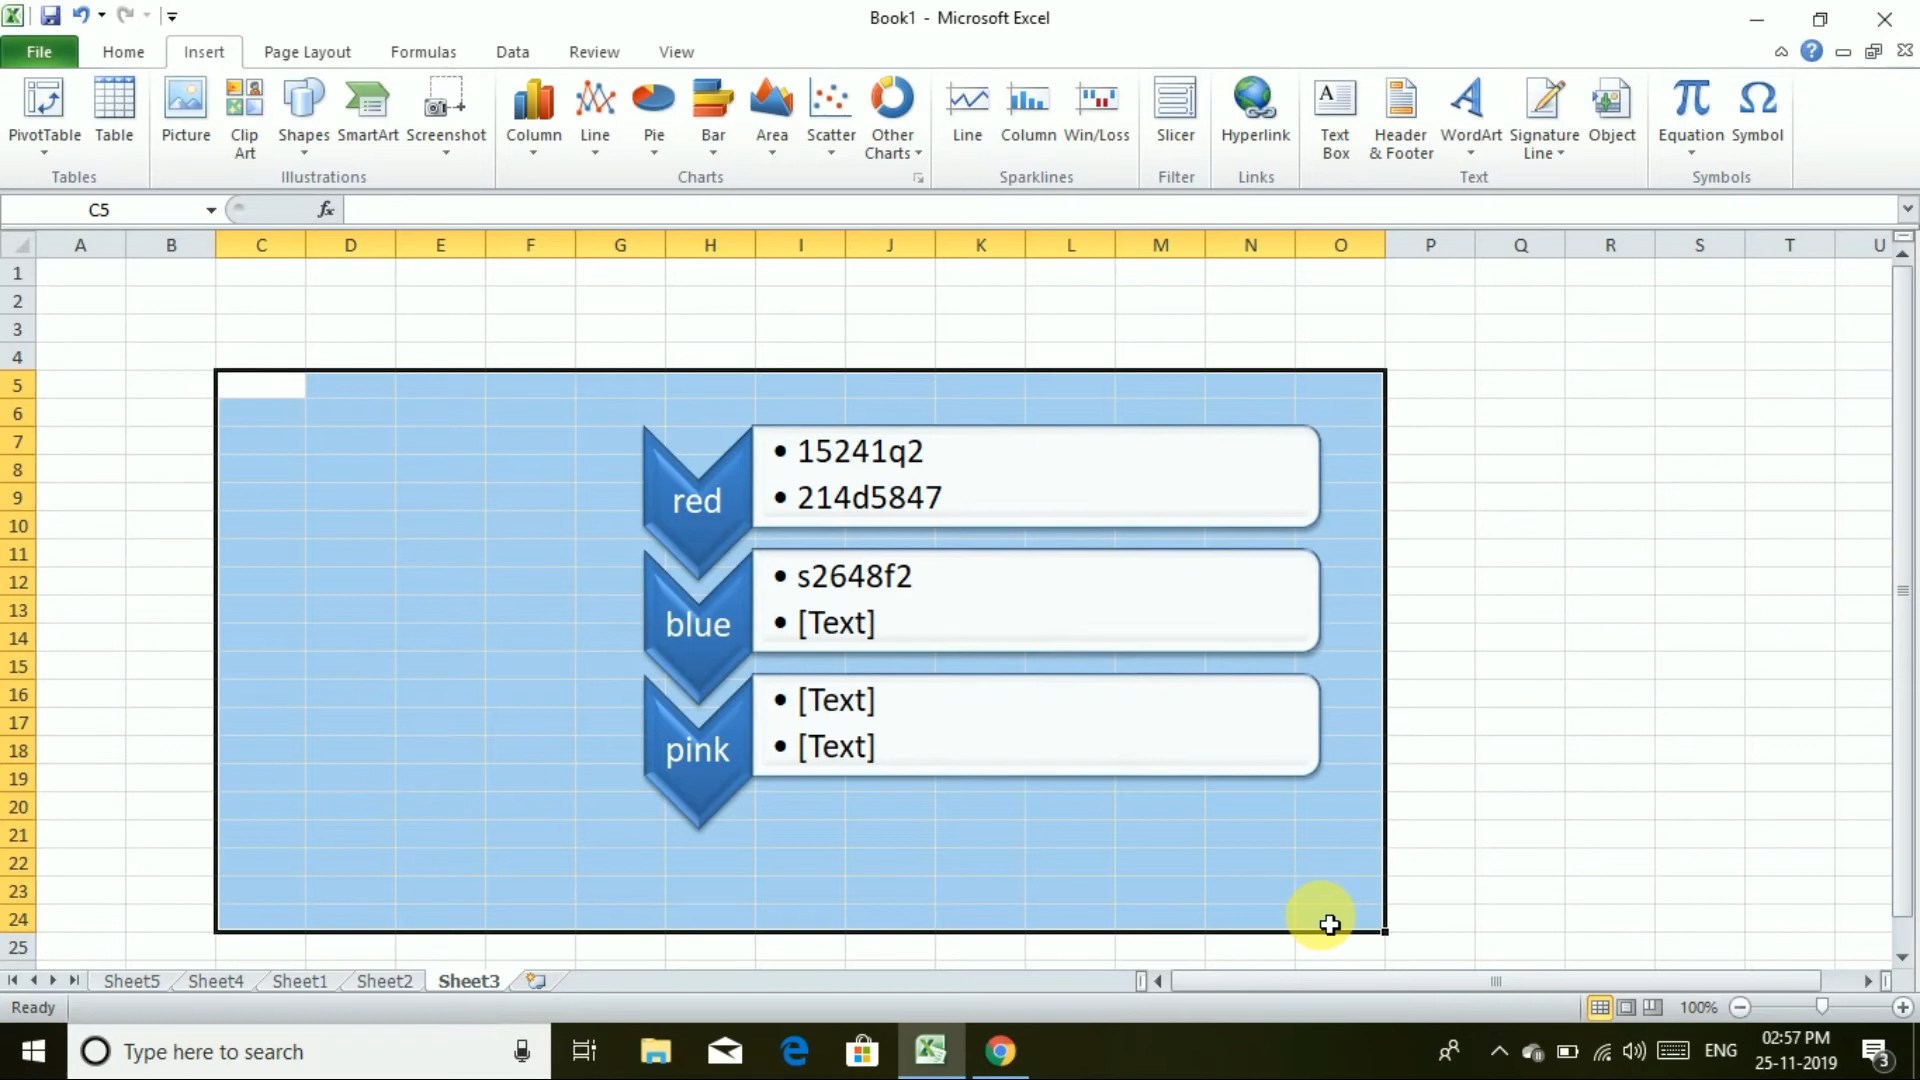 Book1 - Microsoft Excel
File Home Insert Page Layout Formulas Data Review View
PivotTable Table Picture Clip Art Shapes SmartArt Screenshot Column Line Pie Bar Area Scatter Other Charts Line Column Win/Loss Slicer Hyperlink Text Box Header & Footer WordArt Signature Line Object Equation Symbol
Tables Illustrations Charts Sparklines Filter Links Text Symbols
C5 fx
A B C D E F G H I J K L M N O P Q R S T U
1
2
3
4
5
6
7
8
9
10
11
12
13
14
15
16
17
18
19
20
21
22
23
24
25
red
• 15241q2
• 214d5847
blue
• s2648f2
• [Text]
pink
• [Text]
• [Text]
Sheet5 Sheet4 Sheet1 Sheet2 Sheet3
Ready 100%
Type here to search ENG 02:57 PM
25-11-2019 3